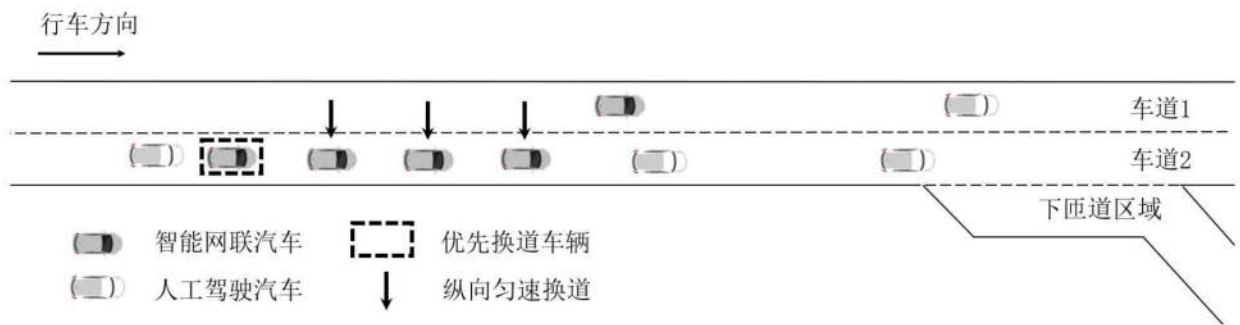 行车方向
车道1
车道2
下匝道区域
智能网联汽车
优先换道车辆
人工驾驶汽车
纵向匀速换道